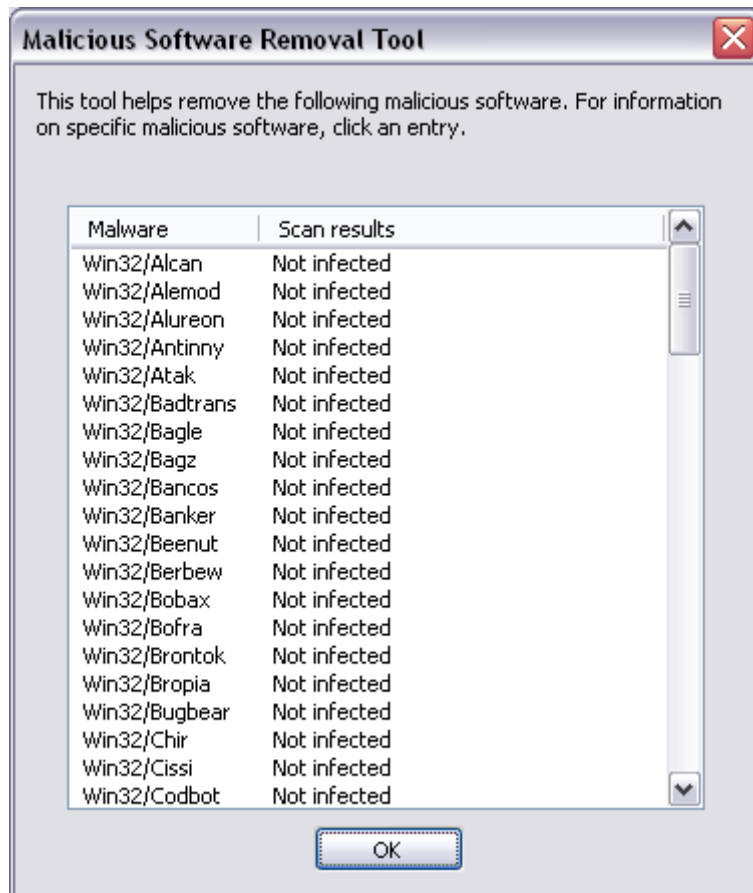 Malicious Software Removal Tool
This tool helps remove the following malicious software. For information
on specific malicious software, click an entry.
Malware Scan results
Win32/Alcan Not infected
Win32/Alemod Not infected
Win32/Alureon Not infected
Win32/Antinny Not infected
Win32/Atak Not infected
Win32/Badtrans Not infected
Win32/Bagle Not infected
Win32/Bagz Not infected
Win32/Bancos Not infected
Win32/Banker Not infected
Win32/Beenut Not infected
Win32/Berbew Not infected
Win32/Bobax Not infected
Win32/Bofra Not infected
Win32/Brontok Not infected
Win32/Bropia Not infected
Win32/Bugbear Not infected
Win32/Chir Not infected
Win32/Cissi Not infected
Win32/Codbot Not infected
OK